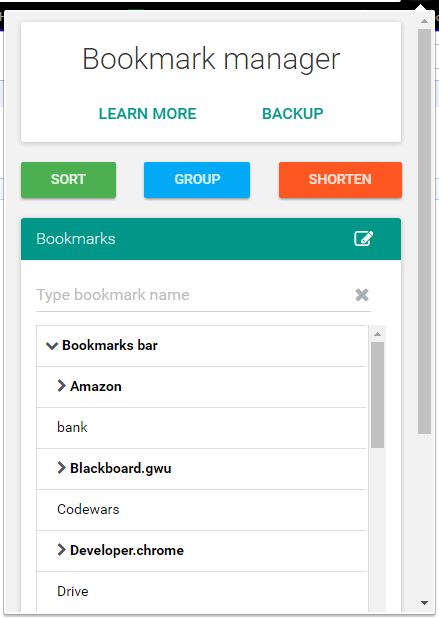 Bookmark manager
LEARN MORE BACKUP
SORT GROUP SHORTEN
Bookmarks
Type bookmark name
Bookmarks bar
Amazon
bank
Blackboard.gwu
Codewars
Developer.chrome
Drive